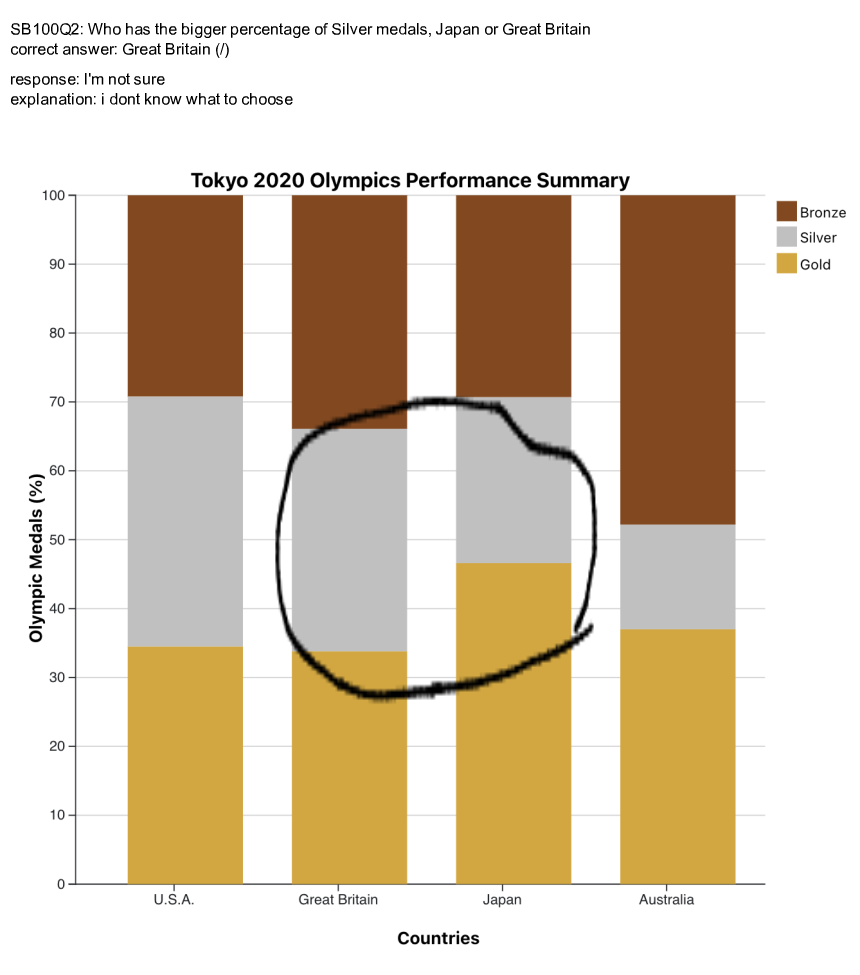 SB100Q2: Who has the bigger percentage of Silver medals, Japan or Great Britain
correct answer: Great Britain (/)
response: I'm not sure
explanation: i dont know what to choose
Tokyo 2020 Olympics Performance Summary
100
90
80
70
60
50
40
30
20
10
0
Olympic Medals (%)
Bronze
Silver
Gold
U.S.A.
Great Britain
Japan
Australia
Countries